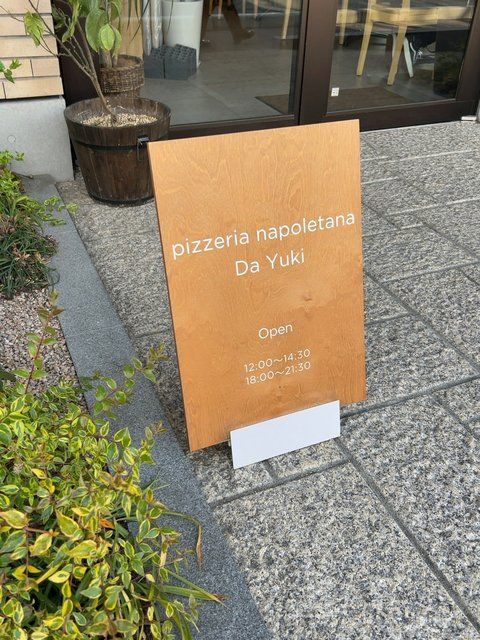 pizzeria napoletana
Da Yuki
Open
12:00～14:30
18:00～21:30